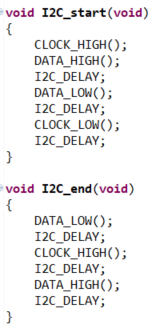 void I2C_start(void)
{
    CLOCK_HIGH();
    DATA_HIGH();
    I2C_DELAY;
    DATA_LOW();
    I2C_DELAY;
    CLOCK_LOW();
    I2C_DELAY;
}

void I2C_end(void)
{
    DATA_LOW();
    I2C_DELAY;
    CLOCK_HIGH();
    I2C_DELAY;
    DATA_HIGH();
    I2C_DELAY;
}